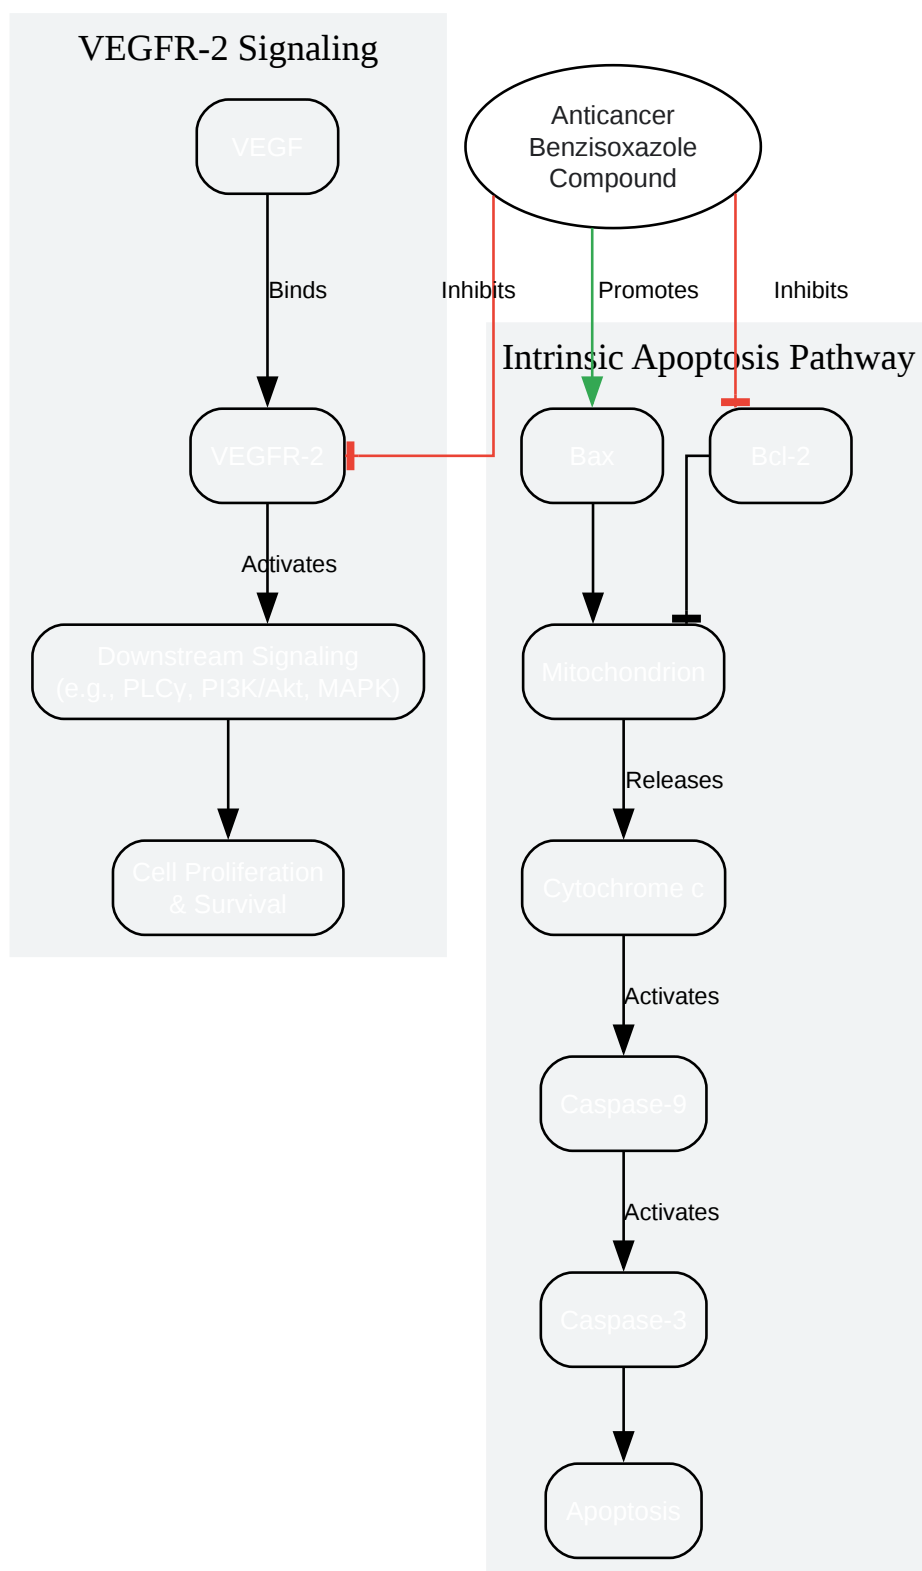 VEGFR-2 Signaling
VEGF
Anticancer
Benzisoxazole
Compound
Binds
Inhibits
Promotes
Inhibits
Intrinsic Apoptosis Pathway
VEGFR-2
Bax
Bcl-2
Activates
Downstream Signaling
(e.g., PLCγ, PI3K/Akt, MAPK)
Mitochondrion
Releases
Cell Proliferation
& Survival
Cytochrome c
Activates
Caspase-9
Activates
Caspase-3
Apoptosis